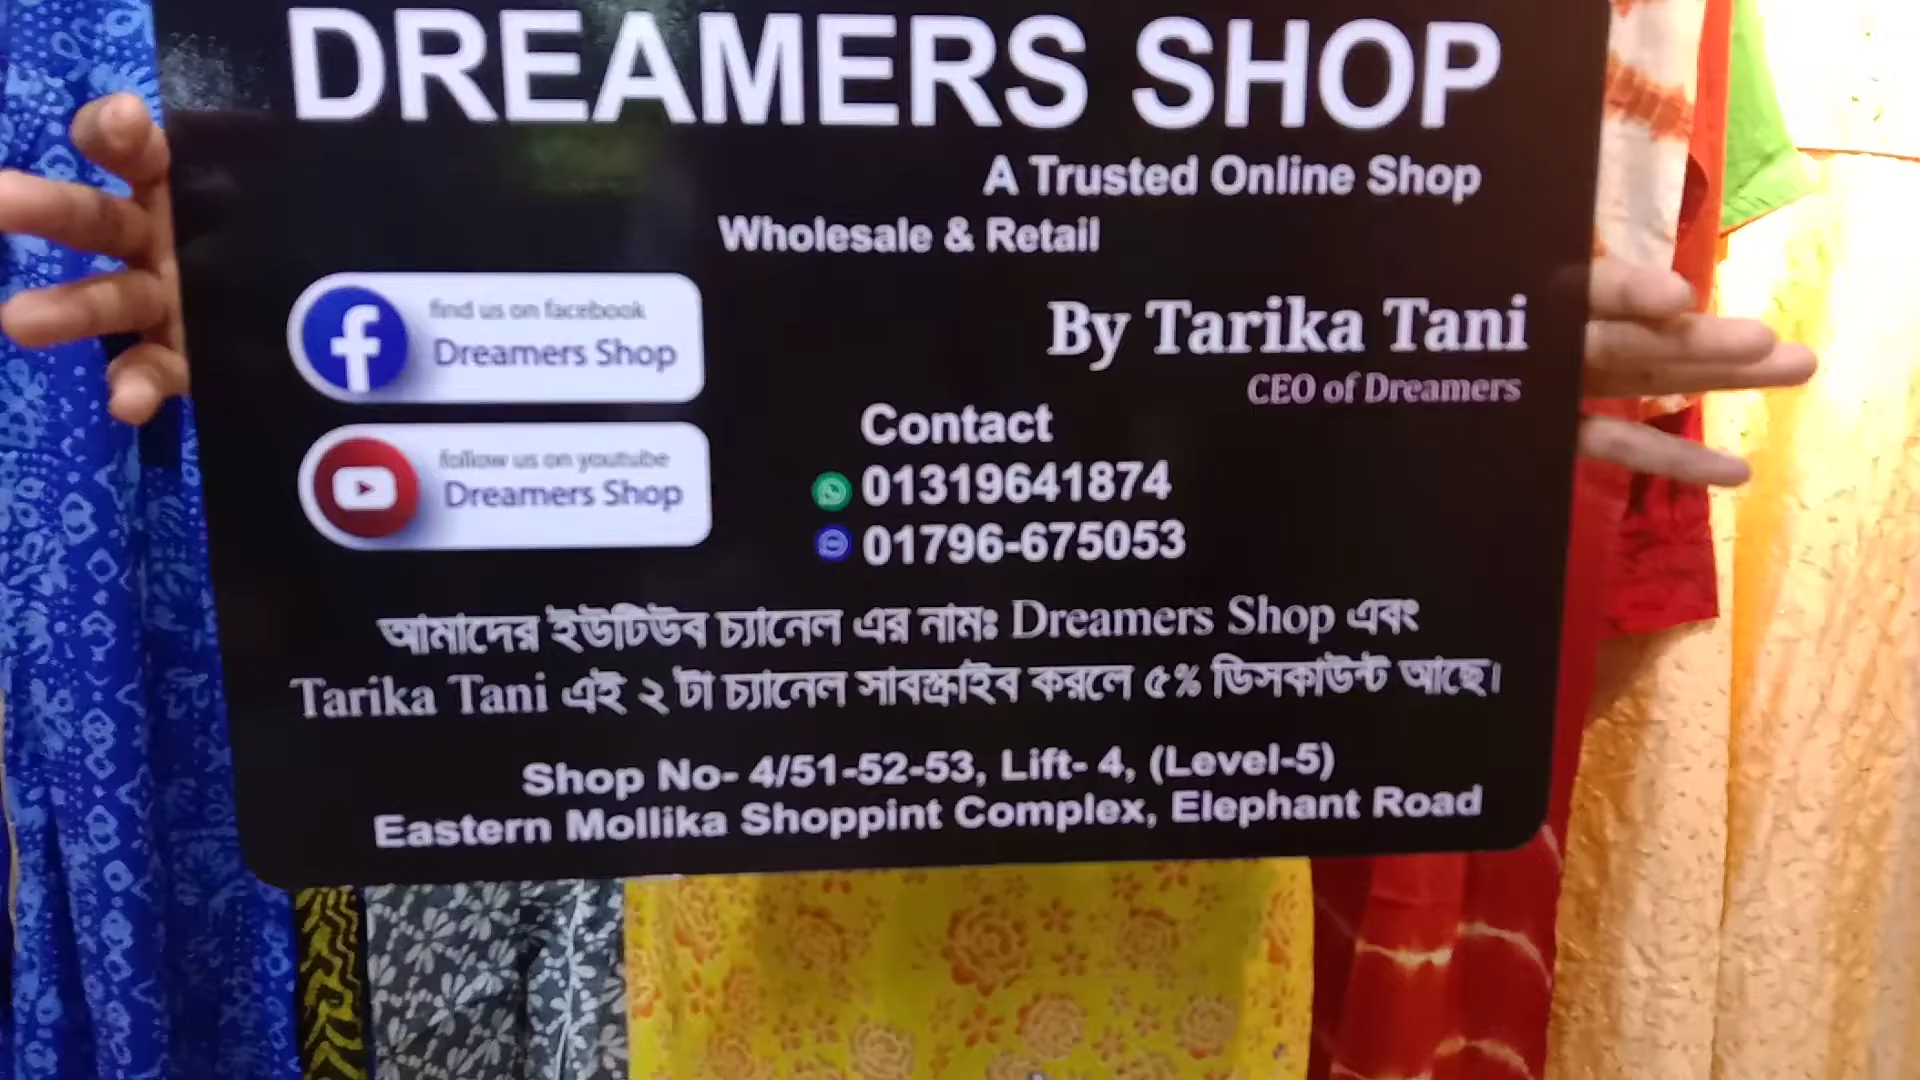 DREAMERS SHOP
A Trusted Online Shop
Wholesale & Retail
find us on facebook
Dreamers Shop
By Tarika Tani
CEO of Dreamers
follow us on youtube
Dreamers Shop
Contact
01319641874
01796-675053
আমাদের ইউটিউব চ্যানেল এর নামঃ Dreamers Shop এবং
Tarika Tani এই ২ টা চ্যানেল সাবস্ক্রাইব করলে ৫% ডিসকাউন্ট আছে।
Shop No- 4/51-52-53, Lift- 4, (Level-5)
Eastern Mollika Shoppint Complex, Elephant Road